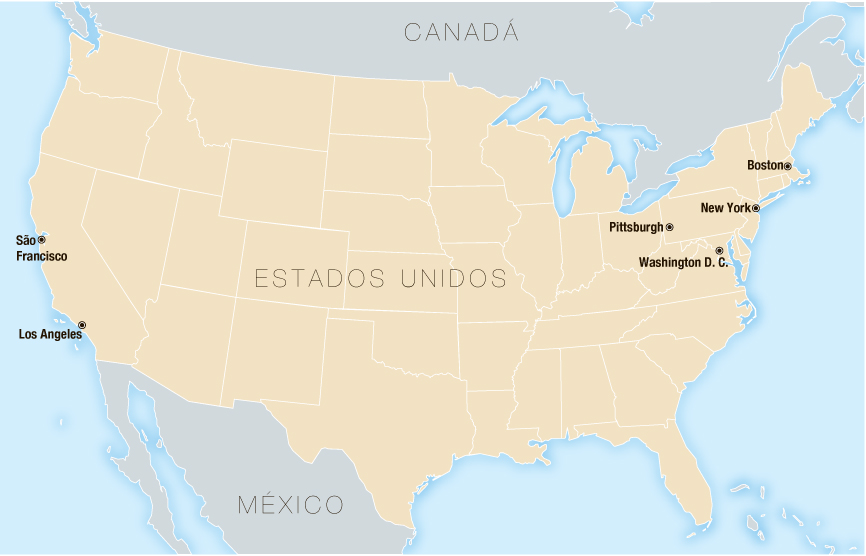 CANADÁ
Boston
New York
Pittsburgh
São
Francisco
Washington D. C.
ESTADOS UNIDOS
Los Angeles
MÉXICO